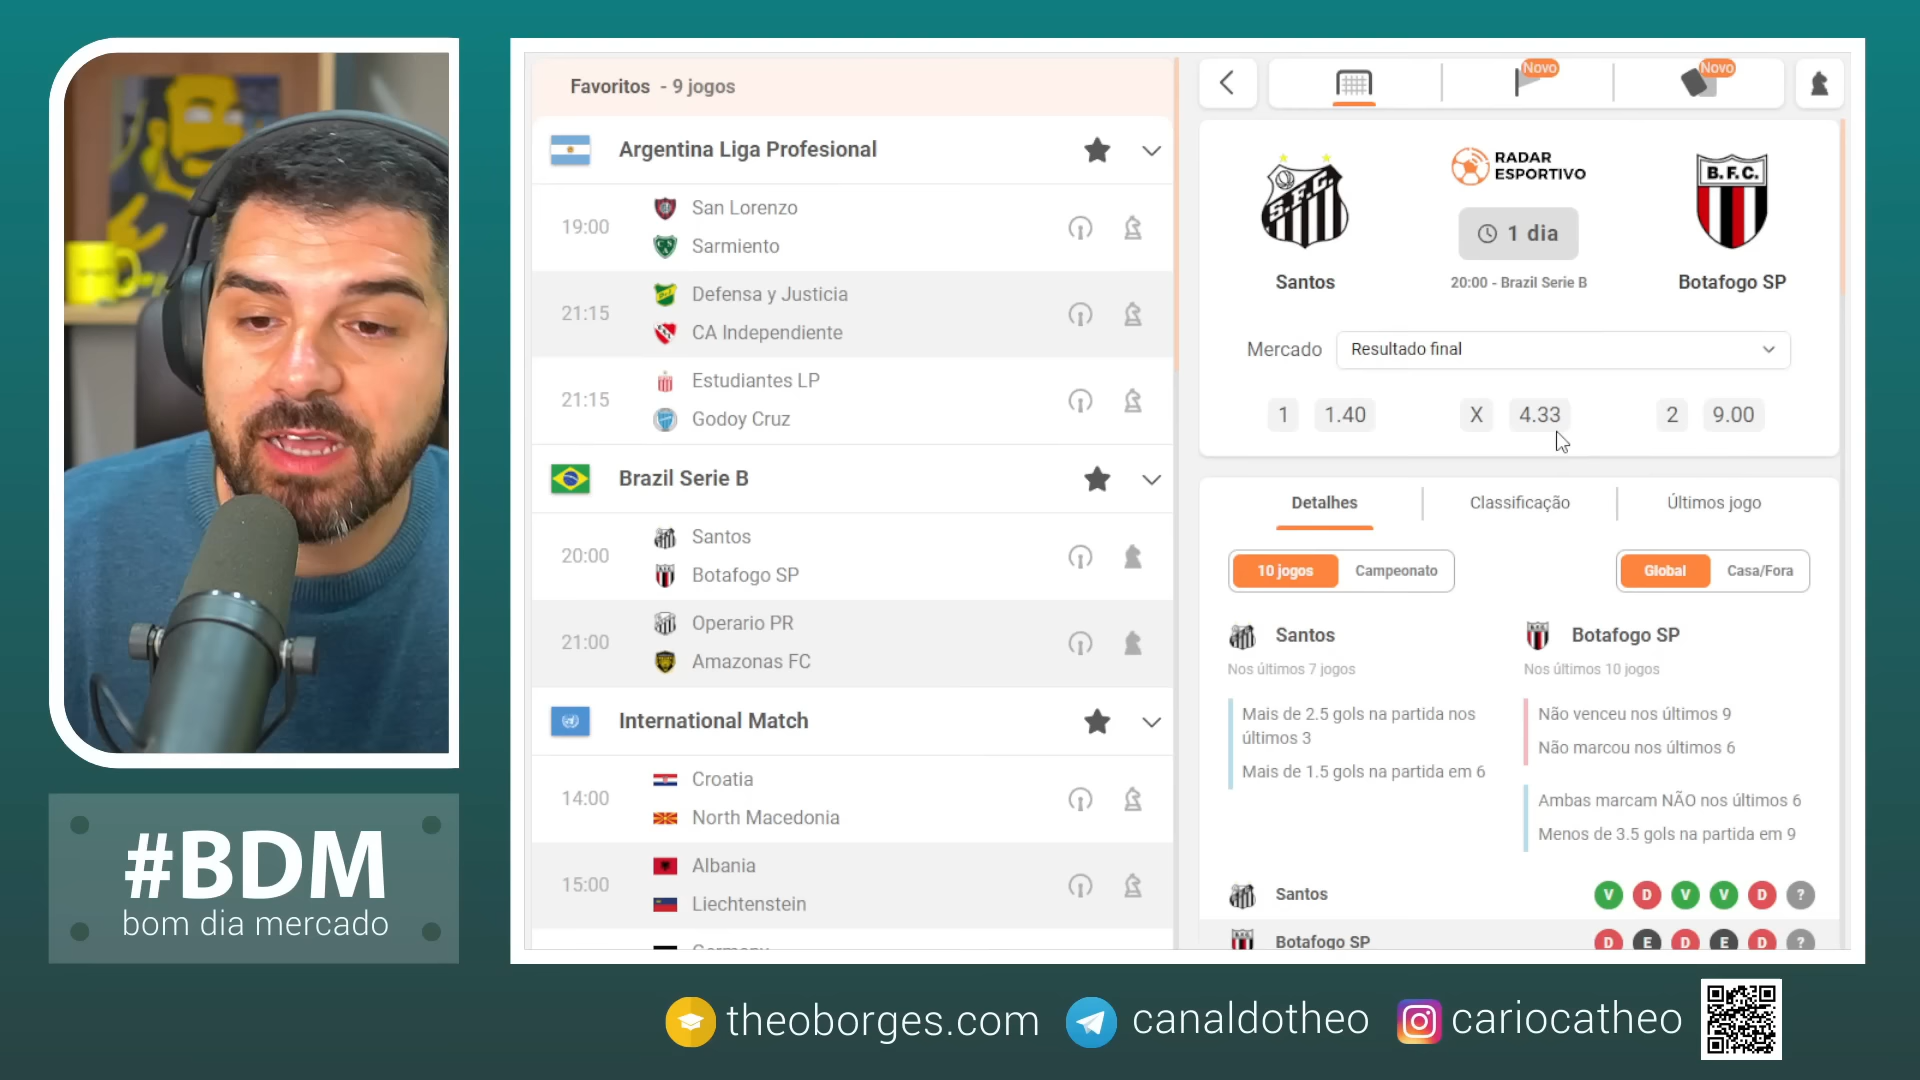 Favoritos - 9 jogos
Argentina Liga Profesional
19:00
San Lorenzo
Sarmiento
21:15
Defensa y Justicia
CA Independiente
21:15
Estudiantes LP
Godoy Cruz
Brazil Serie B
20:00
Santos
Botafogo SP
21:00
Operario PR
Amazonas FC
International Match
14:00
Croatia
North Macedonia
15:00
Albania
Liechtenstein
Germany
Novo
Novo
S.F.C.
RADAR
ESPORTIVO
B.F.C.
1 dia
Santos
20:00 - Brazil Serie B
Botafogo SP
Mercado
Resultado final
1 1.40 X 4.33 2 9.00
Detalhes
Classificação
Últimos jogo
10 jogos
Campeonato
Global
Casa/Fora
Santos
Nos últimos 7 jogos
Mais de 2.5 gols na partida nos
últimos 3
Mais de 1.5 gols na partida em 6
Botafogo SP
Nos últimos 10 jogos
Não venceu nos últimos 9
Não marcou nos últimos 6
Ambas marcam NÃO nos últimos 6
Menos de 3.5 gols na partida em 9
Santos V D V V D ?
Botafogo SP D E D E D ?
#BDM
bom dia mercado
theoborges.com
canaldotheo
cariocatheo